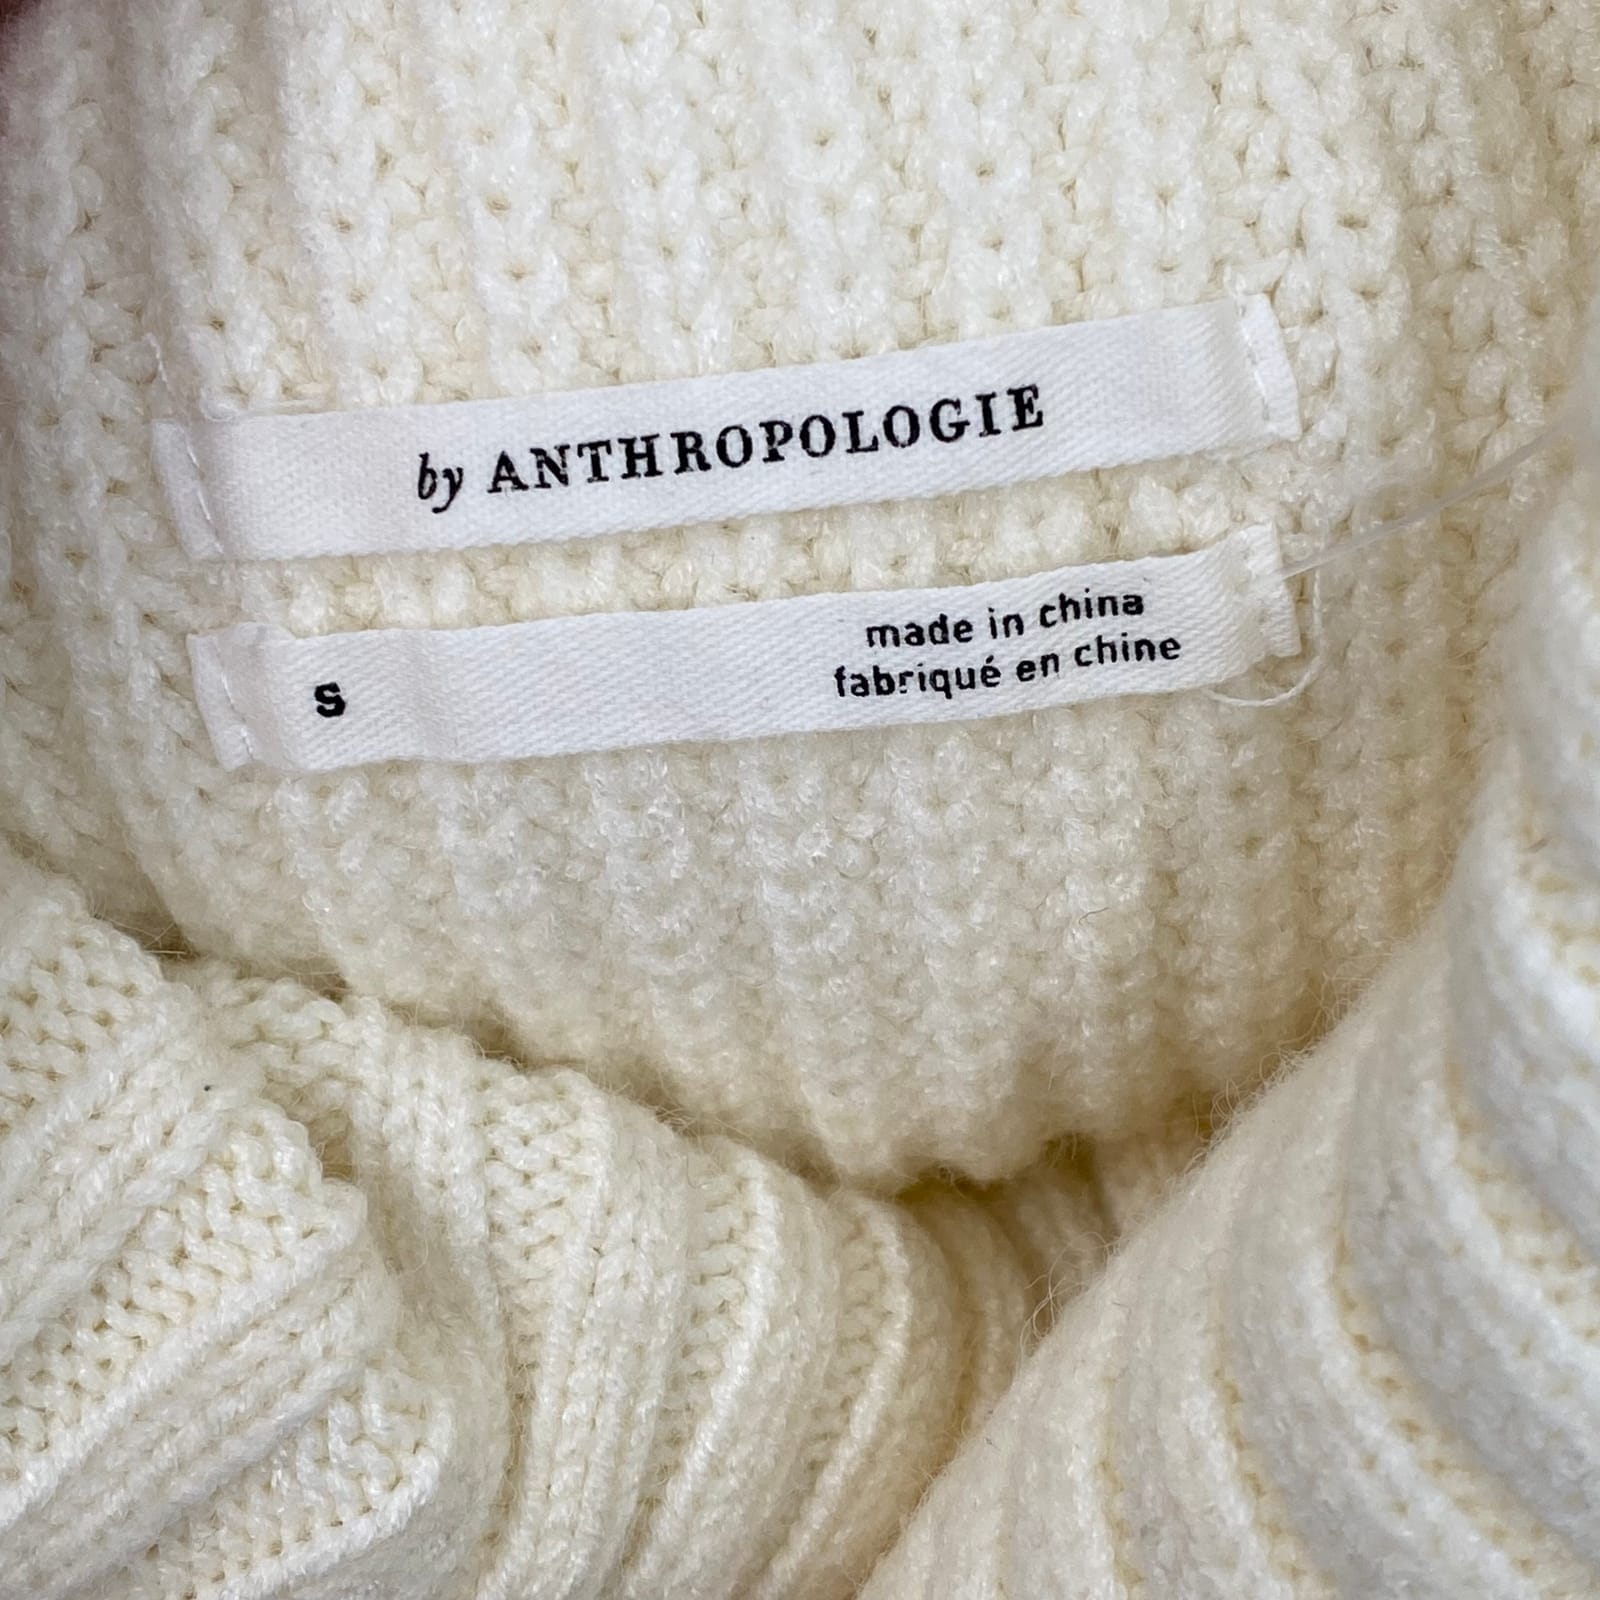 by ANTHROPOLOGIE
s
made in china
fabriqué en chine